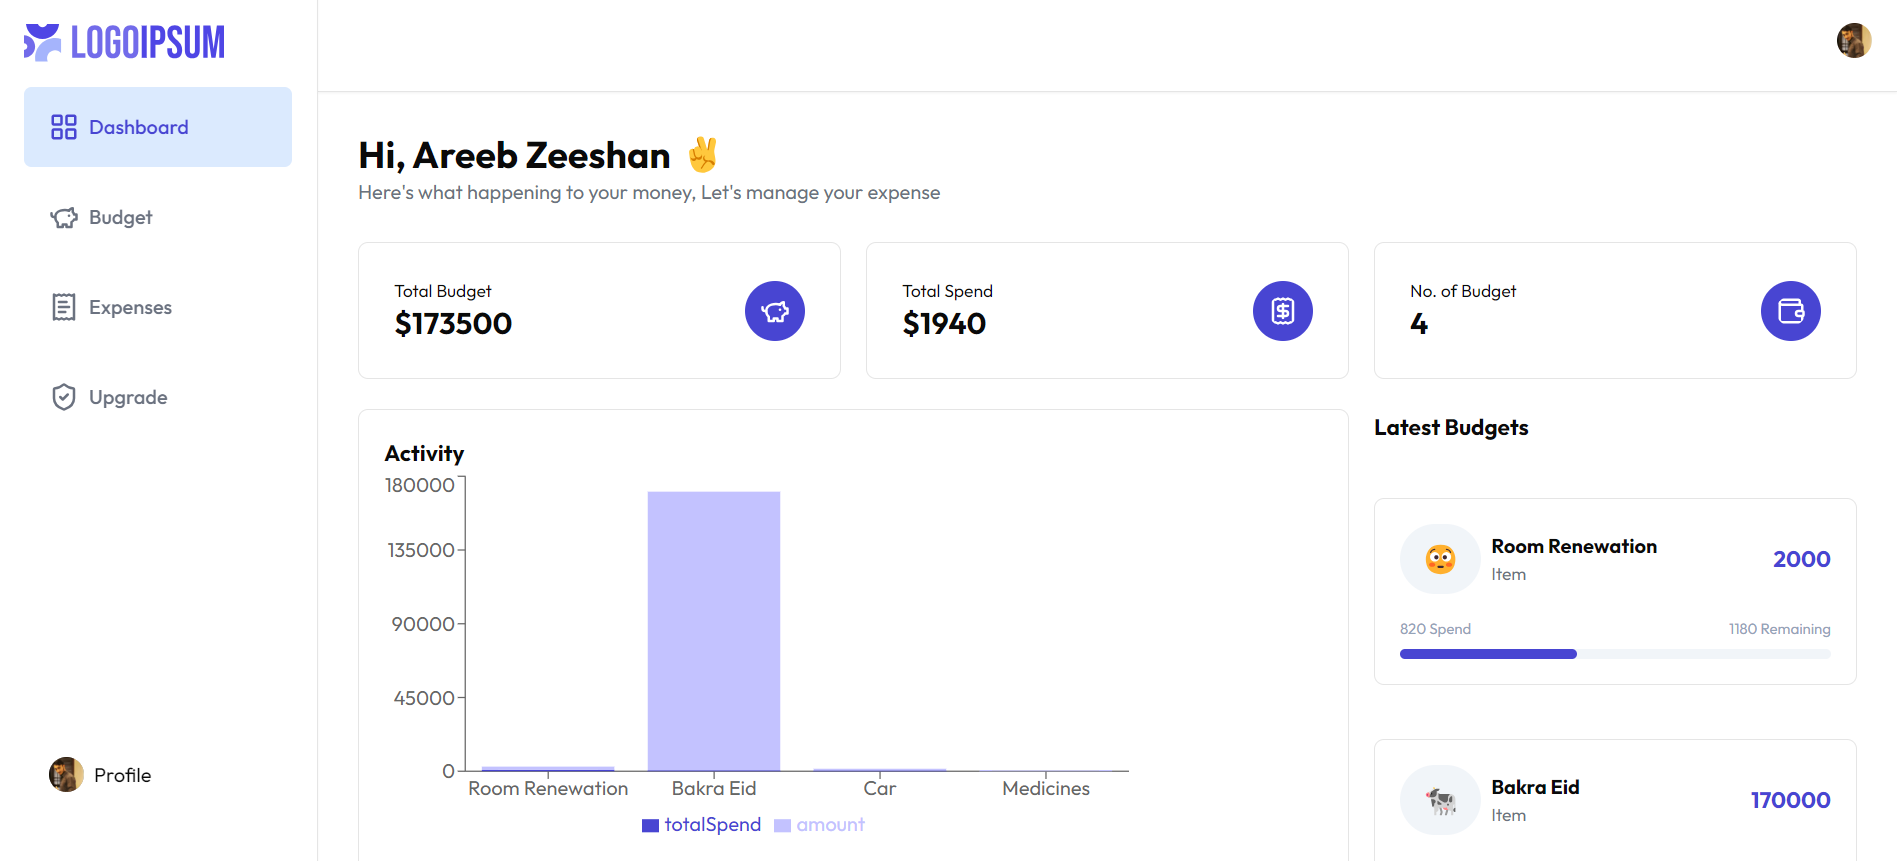 LOGOIPSUM
Dashboard
Budget
Expenses
Upgrade
Profile
Hi, Areeb Zeeshan ✌️
Here's what happening to your money, Let's manage your expense
Total Budget
$173500
Total Spend
$1940
No. of Budget
4
Activity
180000
135000
90000
45000
0
Room Renewation Bakra Eid Car Medicines
totalSpend amount
Latest Budgets
Room Renewation
Item
2000
820 Spend 1180 Remaining
Bakra Eid
Item
170000